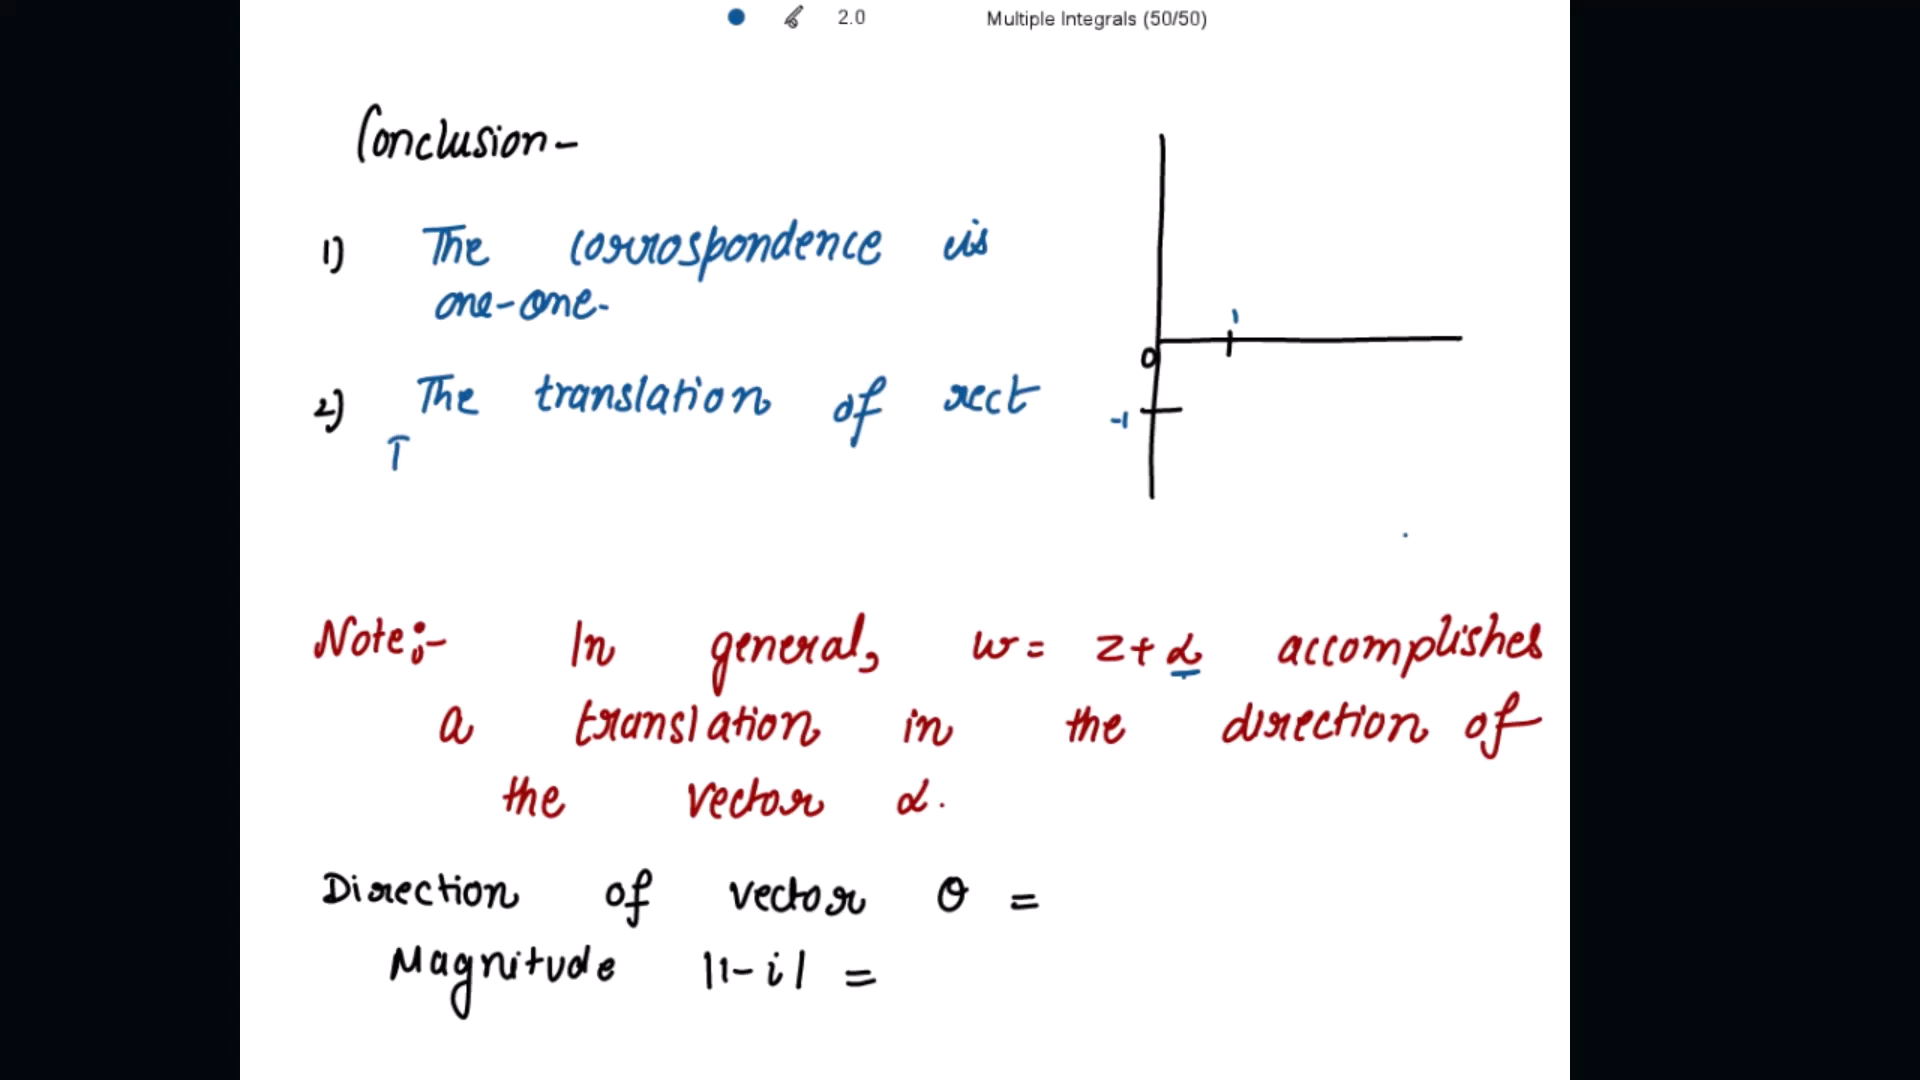 2.0 Multiple Integrals (50/50)
Conclusion-
1) The corrospondence is
one-one-
2) The translation of rect
T
1
0
-1
Note:- In general, w = z+α accomplishes
a translation in the direction of
the vector α.
Direction of vector θ =
Magnitude |1-i| =